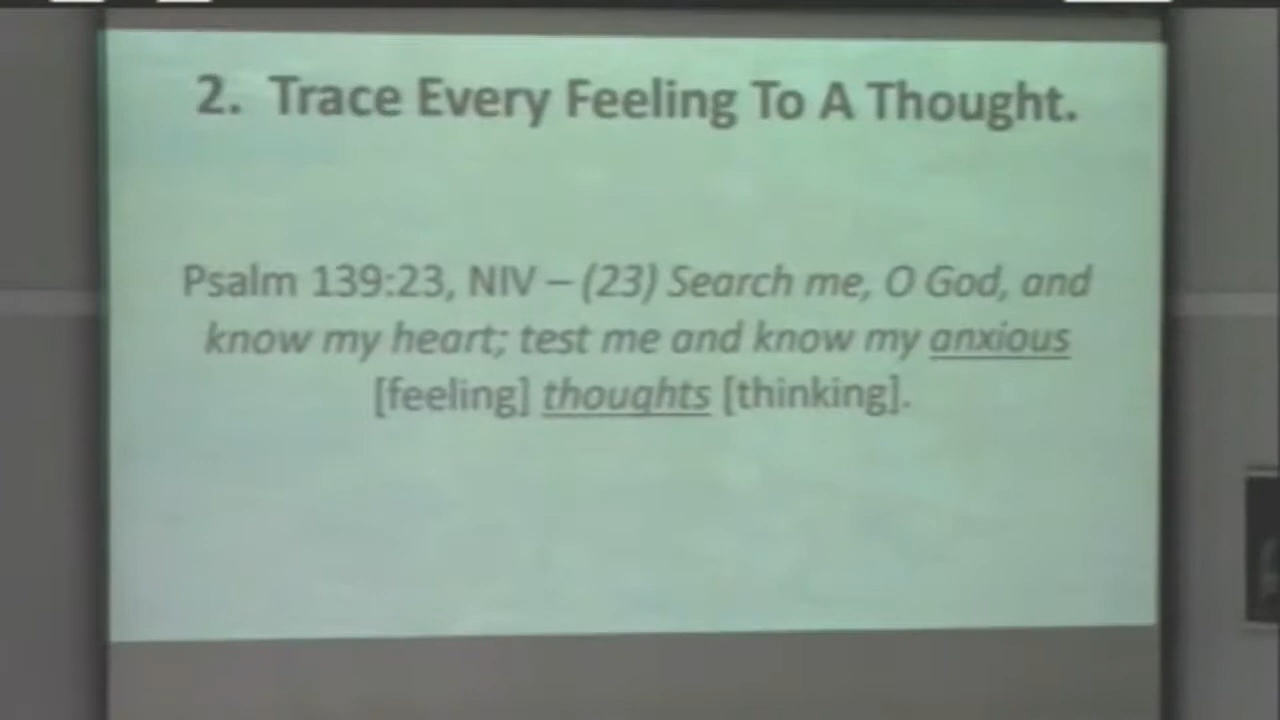 2. Trace Every Feeling To A Thought.
Psalm 139:23, NIV – (23) Search me, O God, and
know my heart; test me and know my anxious
[feeling] thoughts [thinking].